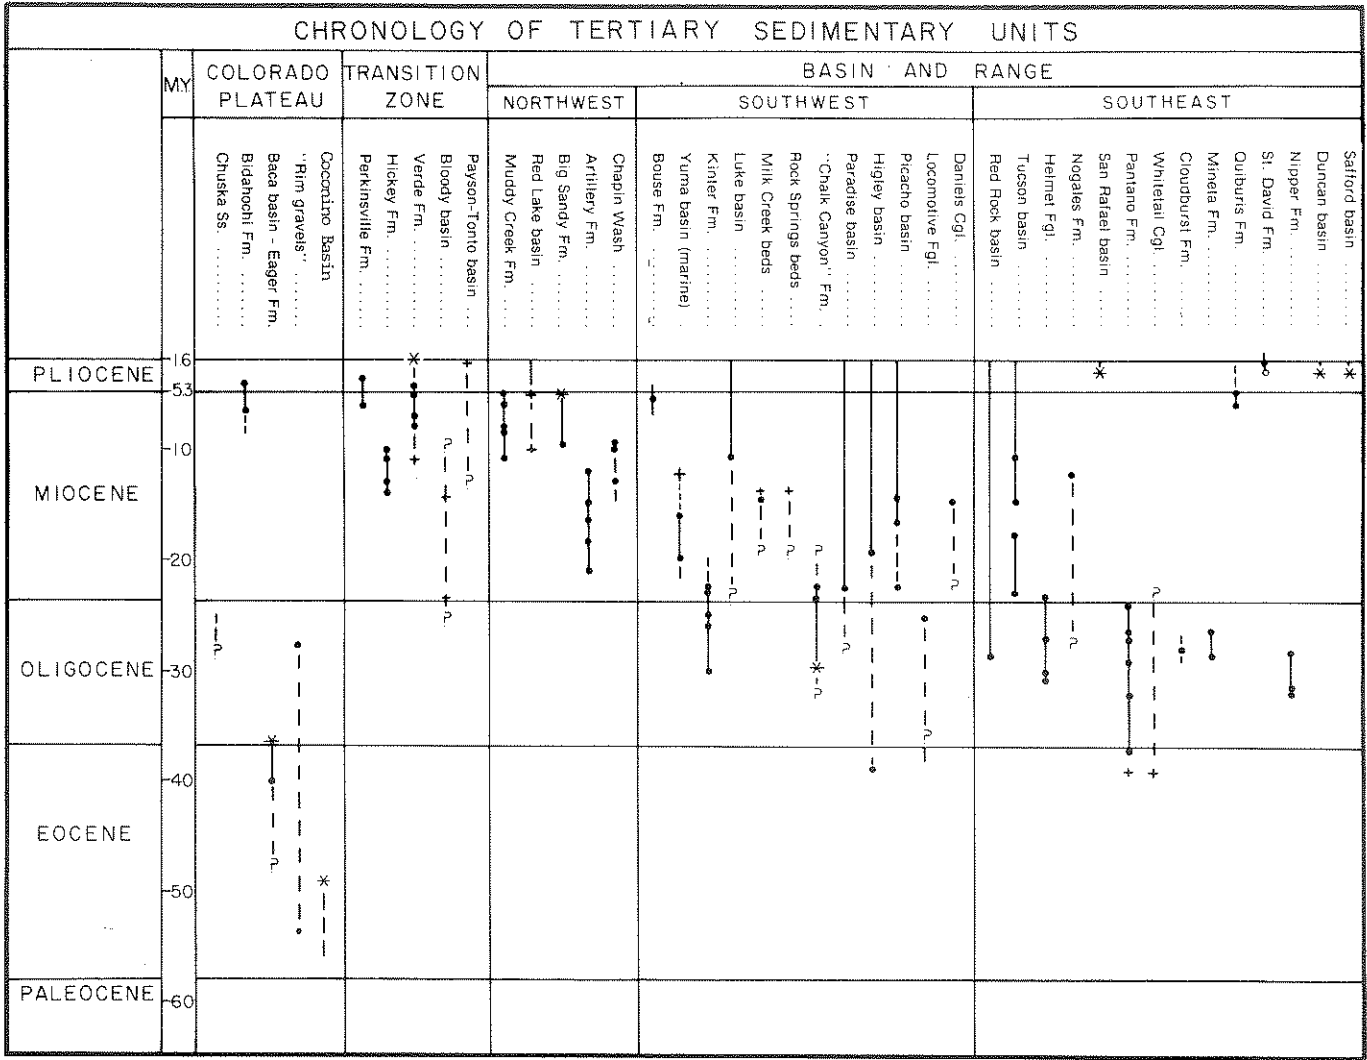 CHRONOLOGY OF TERTIARY SEDIMENTARY UNITS
M.Y.
COLORADO
PLATEAU
TRANSITION
ZONE
BASIN AND RANGE
NORTHWEST
SOUTHWEST
SOUTHEAST
Chuska Ss.
Bidahochi Fm.
Baca basin - Eager Fm.
"Rim gravels"
Coconino Basin
Perkinsville Fm.
Hickey Fm.
Verde Fm.
Bloody basin
Payson-Tonto basin
Muddy Creek Fm.
Red Lake basin
Big Sandy Fm.
Artillery Fm.
Chapin Wash
Bouse Fm.
Yuma basin (marine)
Kinter Fm.
Luke basin
Milk Creek beds
Rock Springs beds
"Chalk Canyon" Fm.
Paradise basin
Higley basin
Picacho basin
Locomotive Fgl.
Daniels Cgl.
Red Rock basin
Tucson basin
Helmet Fgl.
Nogales Fm.
San Rafael basin
Pantano Fm.
Whitetail Cgl.
Cloudburst Fm.
Mineta Fm.
Quiburis Fm.
St. David Fm.
Nipper Fm.
Duncan basin
Safford basin
1.6
PLIOCENE
5.3
10
MIOCENE
20
OLIGOCENE
30
40
EOCENE
50
PALEOCENE
60